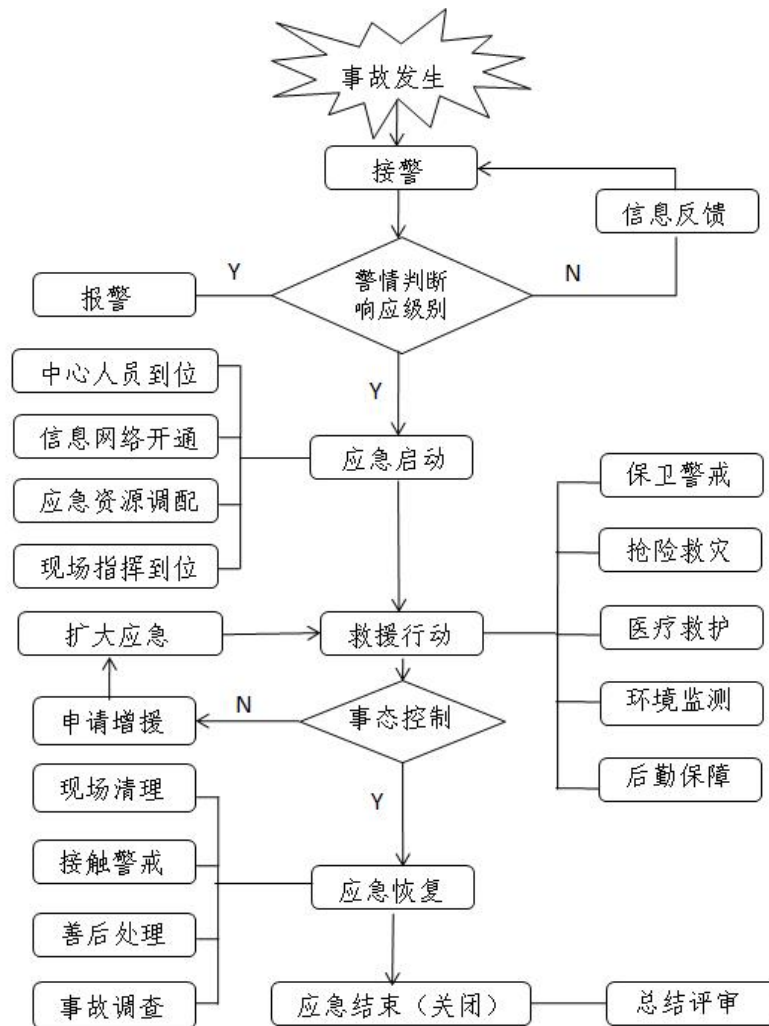 事故发生
接警
信息反馈
Y
警情判断
响应级别
N
报警
Y
中心人员到位
信息网络开通
应急启动
应急资源调配
现场指挥到位
保卫警戒
抢险救灾
扩大应急
救援行动
医疗救护
申请增援
N
事态控制
环境监测
后勤保障
现场清理
Y
接触警戒
应急恢复
善后处理
事故调查
应急结束（关闭）
总结评审